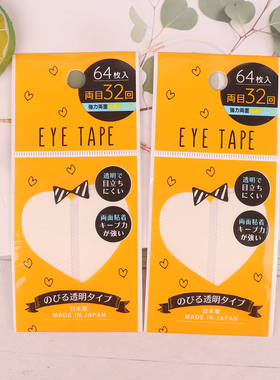 64枚入
両目32回
強力両面
EYE TAPE
透明で
目立ち
にくい
両面粘着
キープ力
が強い
のびる透明タイプ
日本製
MADE IN JAPAN
64枚入
両目32回
強力両面
EYE TAPE
透明で
目立ち
にくい
両面粘着
キープ力
が強い
のびる透明タイプ
日本製
MADE IN JAPAN